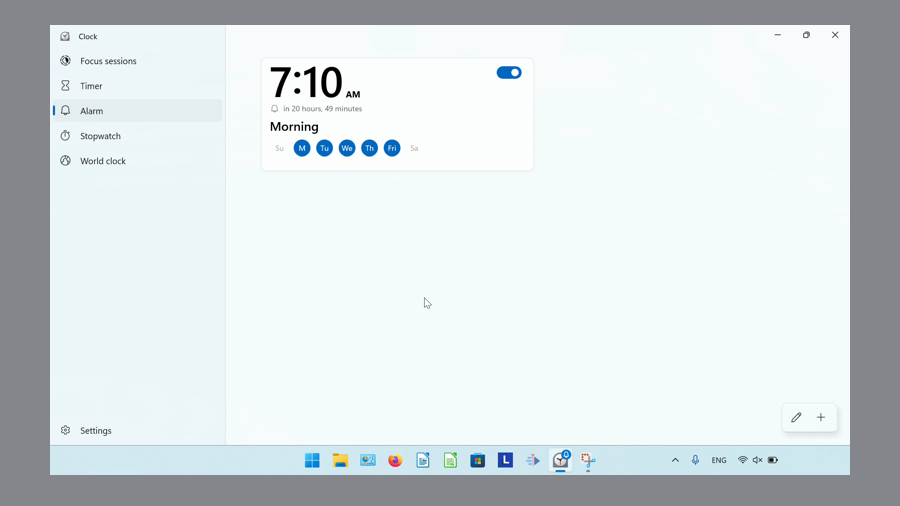 Clock
Focus sessions
Timer
Alarm
Stopwatch
World clock
Settings
7:10 AM
in 20 hours, 49 minutes
Morning
Su M Tu We Th Fri Sa
L
ENG